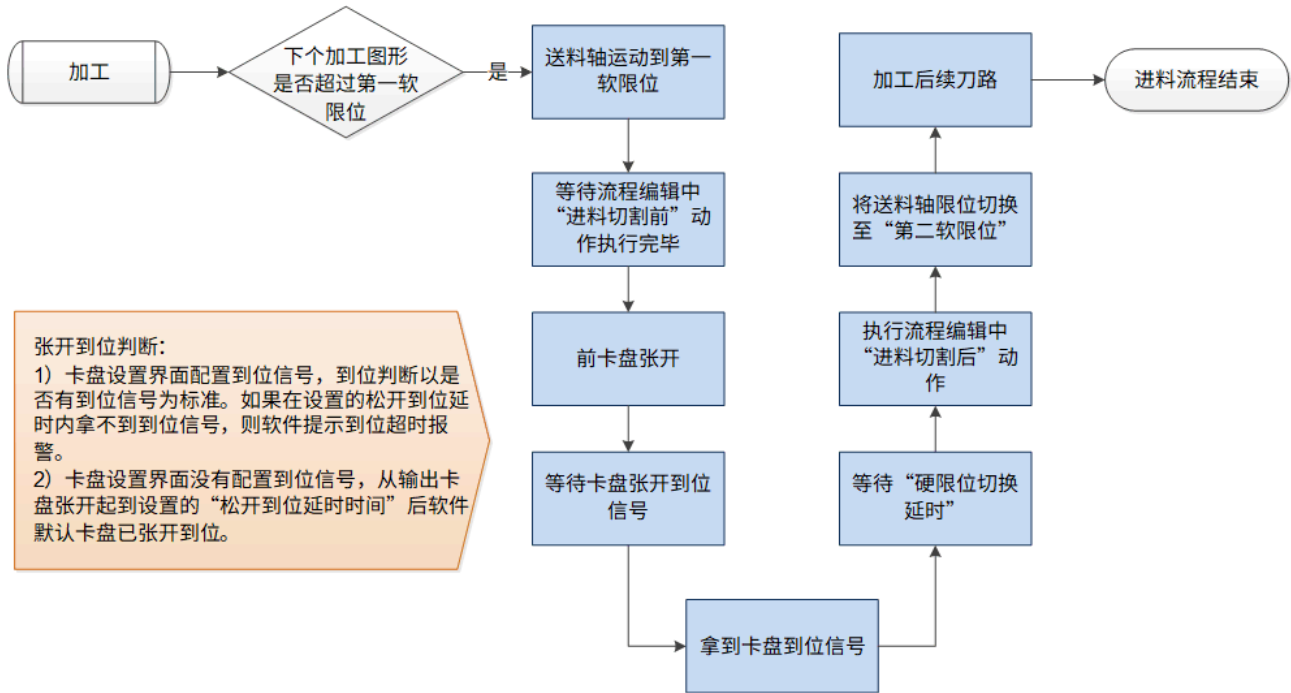 加工
下个加工图形
是否超过第一软
限位
是
送料轴运动到第一
软限位
等待流程编辑中
“进料切割前”动
作执行完毕
前卡盘张开
等待卡盘张开到位
信号
拿到卡盘到位信号
等待“硬限位切换
延时”
执行流程编辑中
“进料切割后”动
作
将送料轴限位切换
至“第二软限位”
加工后续刀路
进料流程结束
张开到位判断:
1）卡盘设置界面配置到位信号，到位判断以是
否有到位信号为标准。如果在设置的松开到位延
时内拿不到到位信号，则软件提示到位超时报
警。
2）卡盘设置界面没有配置到位信号，从输出卡
盘张开起到设置的“松开到位延时时间”后软件
默认卡盘已张开到位。